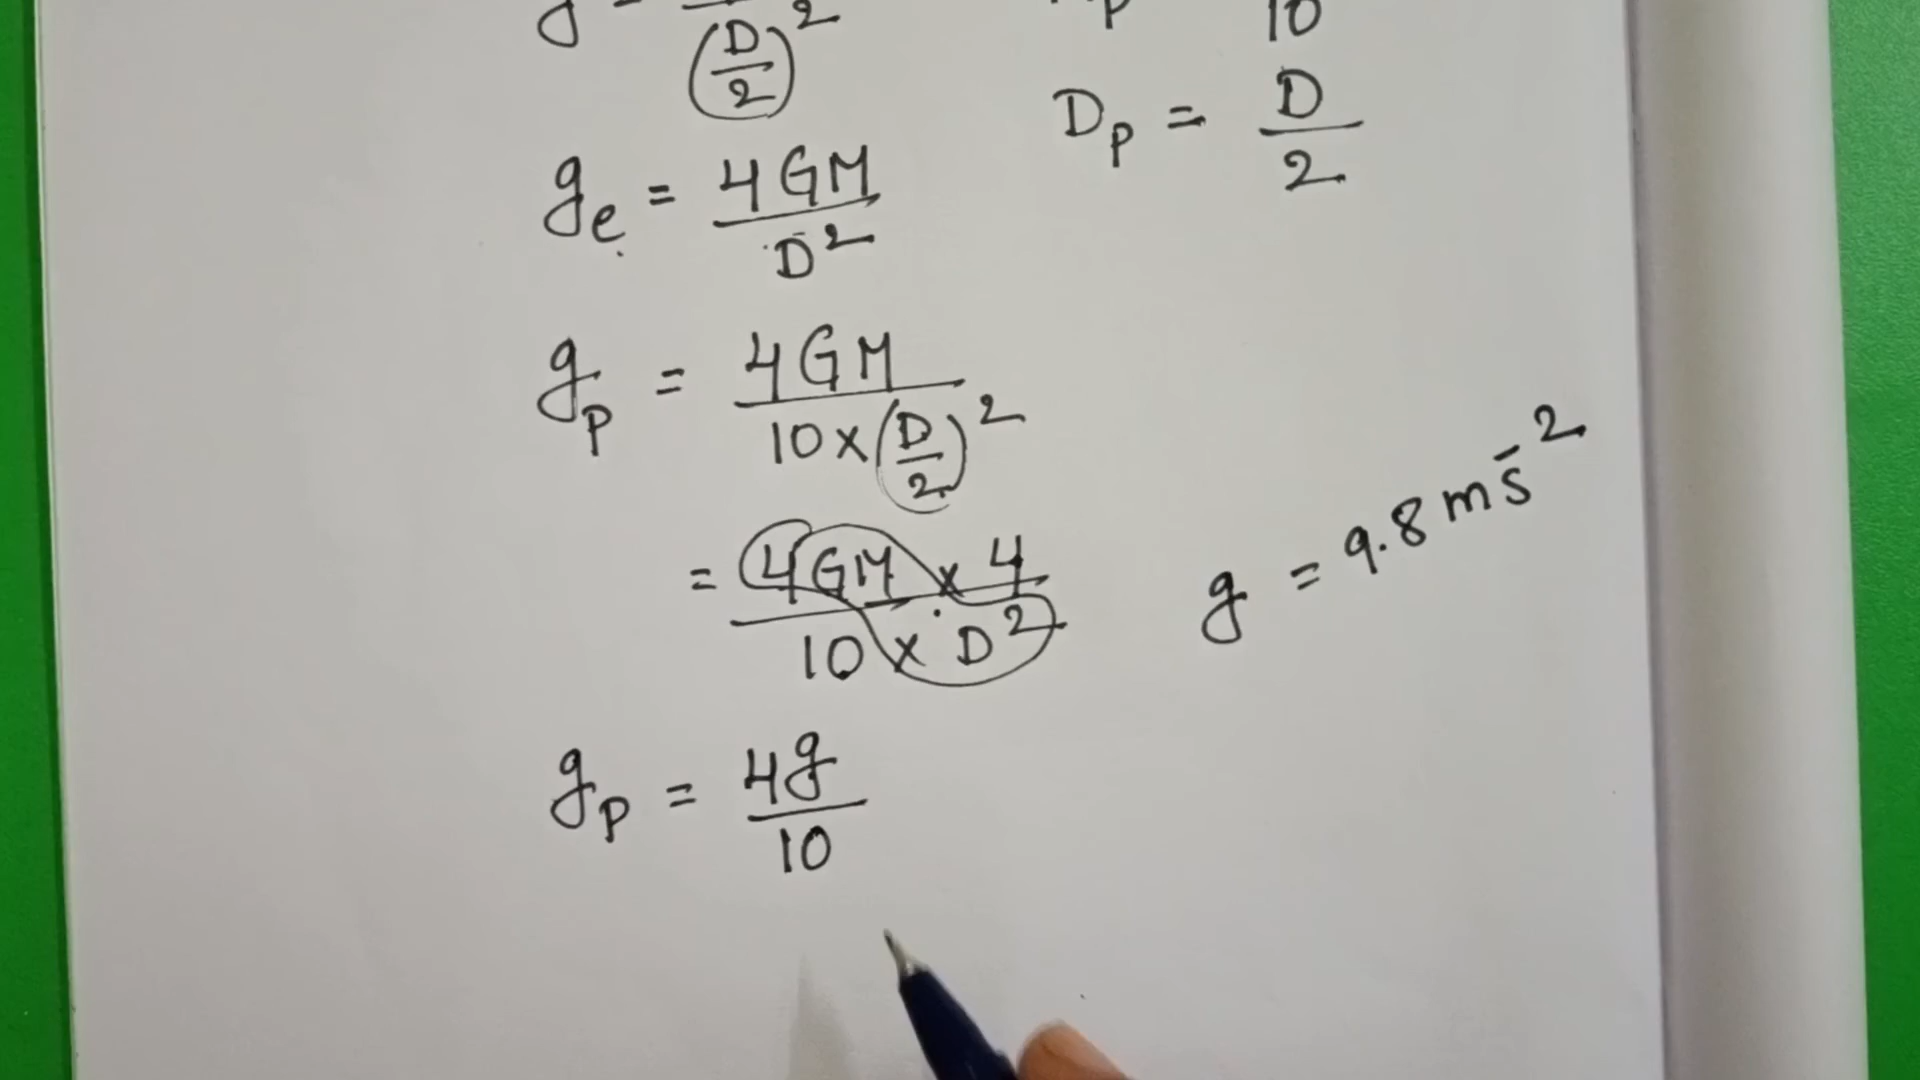 (D/2)²
10
D_p = D/2
g_e = 4GM/D²
g_p = 4GM/10×(D/2)²
= 4GM × 4/10 × D²
g = 9.8 ms⁻²
g_p = 4g/10